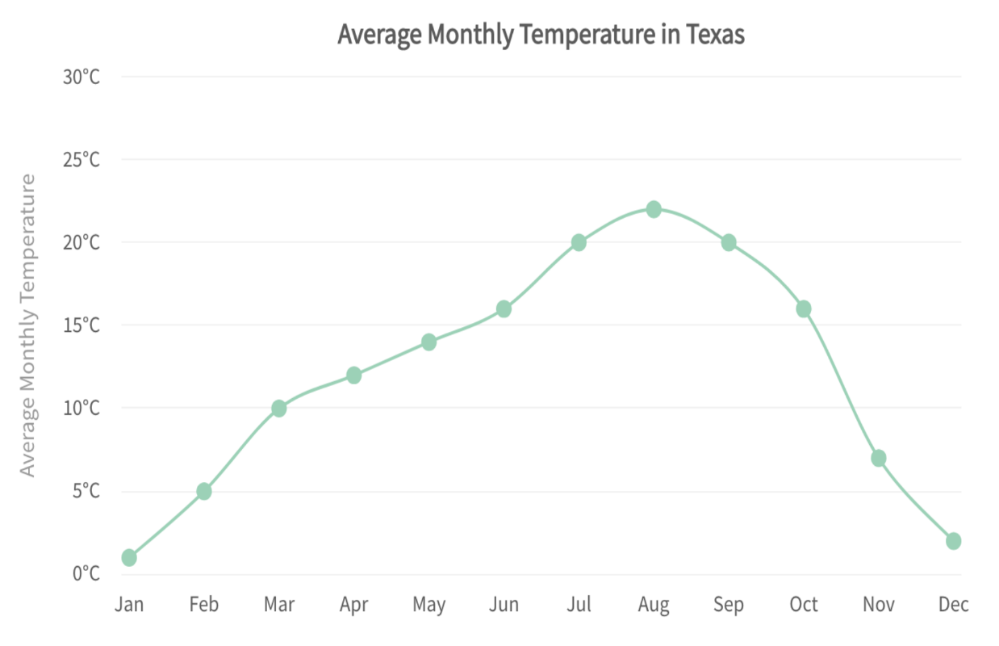 Average Monthly Temperature in Texas
30°C
25°C
20°C
15°C
10°C
5°C
0°C
Average Monthly Temperature
Jan Feb Mar Apr May Jun Jul Aug Sep Oct Nov Dec